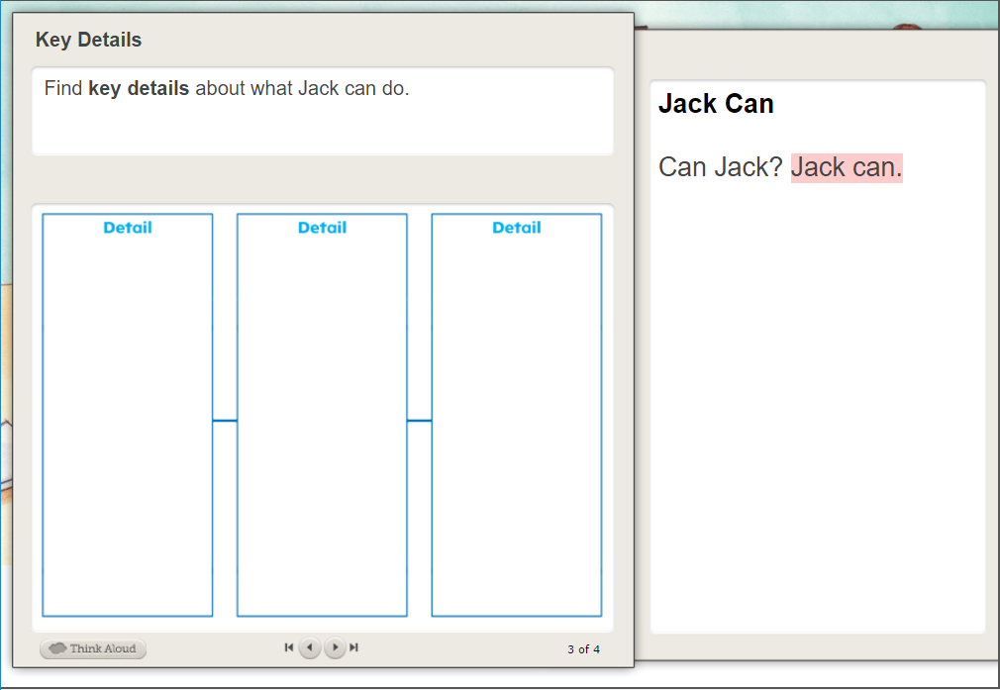 Key Details
Find key details about what Jack can do.
Detail
Detail
Detail
Think Aloud
3 of 4
Jack Can
Can Jack? Jack can.